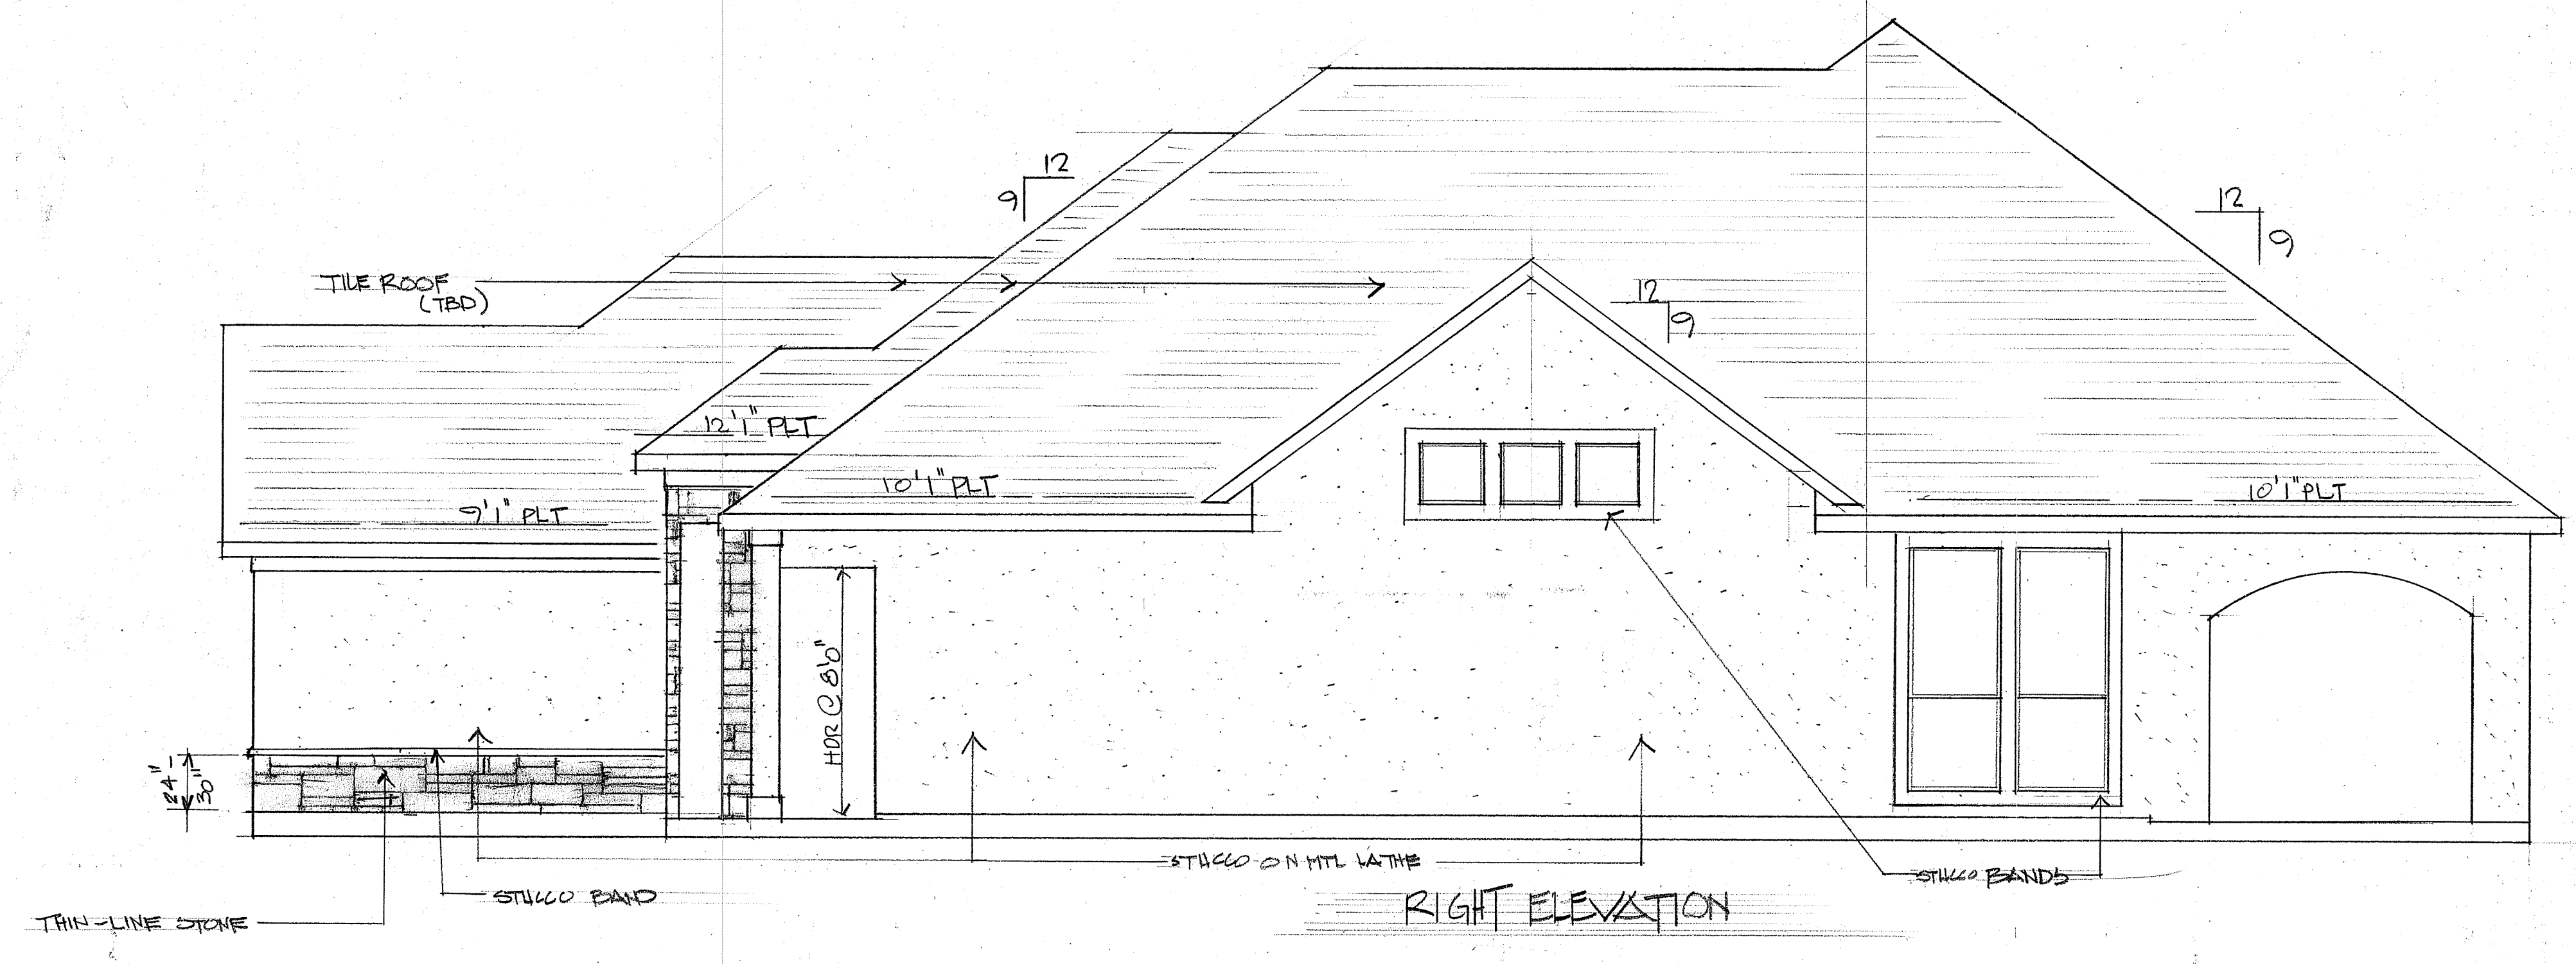 12
9
12
9
TILE ROOF
(TBD)
12
9
12'1" PLT
10'1" PLT
10'1" PLT
9'1" PLT
HDR @ 8'0"
24"-
30"
STUCCO ON MTL LATHE
STUCCO BANDS
STUCCO BAND
RIGHT ELEVATION
THIN-LINE STONE